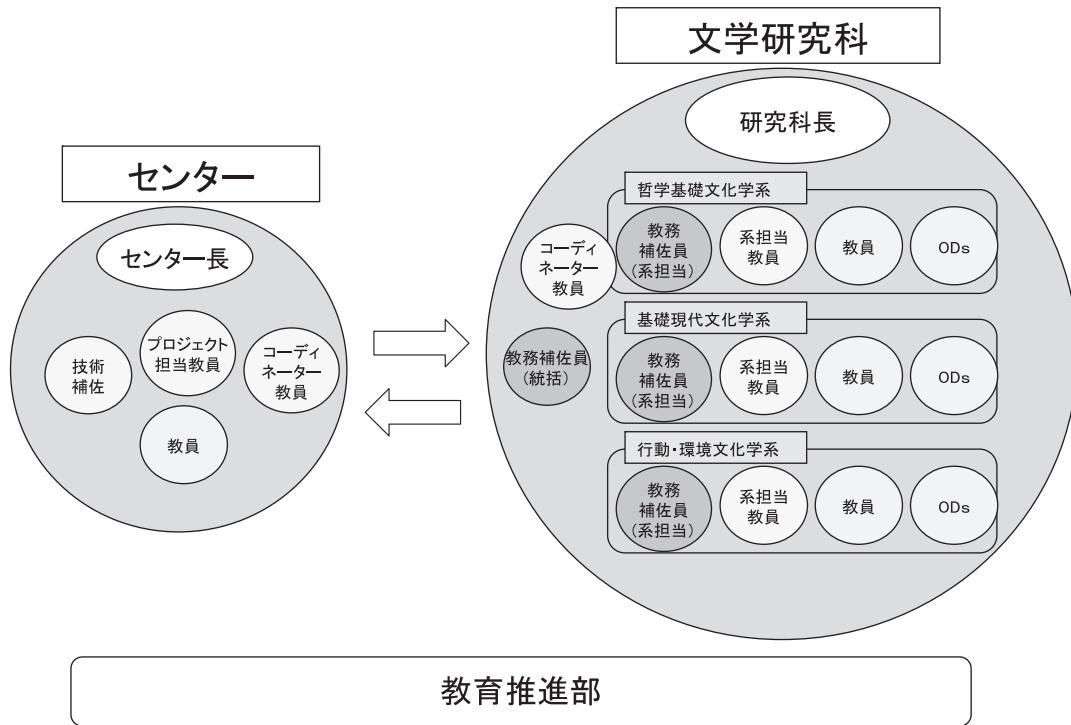 文学研究科
研究科長
センター
センター長
技術
補佐
プロジェクト
担当教員
コーディ
ネーター
教員
教員
コーディ
ネーター
教員
教務補佐員
(統括)
哲学基礎文化学系
教務
補佐員
(系担当)
系担当
教員
教員
ODs
基礎現代文化学系
教務
補佐員
(系担当)
系担当
教員
教員
ODs
行動・環境文化学系
教務
補佐員
(系担当)
系担当
教員
教員
ODs
教育推進部